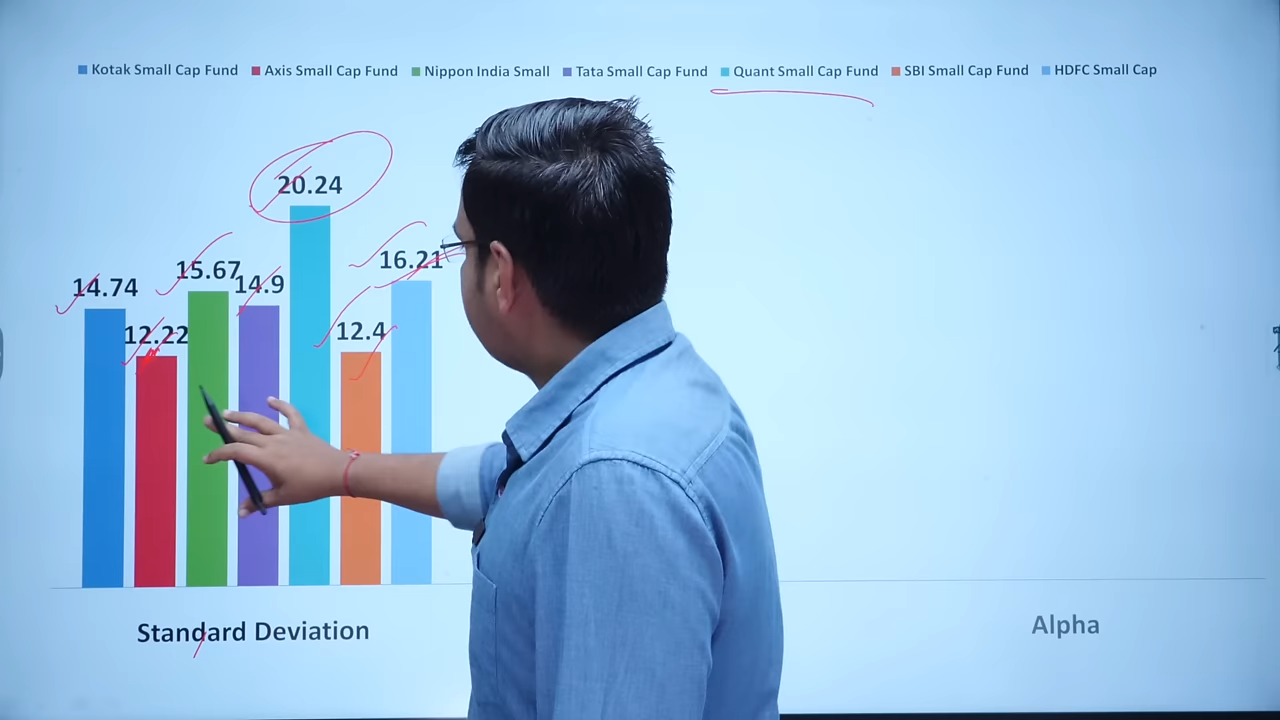 Kotak Small Cap Fund Axis Small Cap Fund Nippon India Small Tata Small Cap Fund Quant Small Cap Fund SBI Small Cap Fund HDFC Small Cap
20.24
16.21
15.67
14.9
14.74
12.4
12.22
Standard Deviation
Alpha